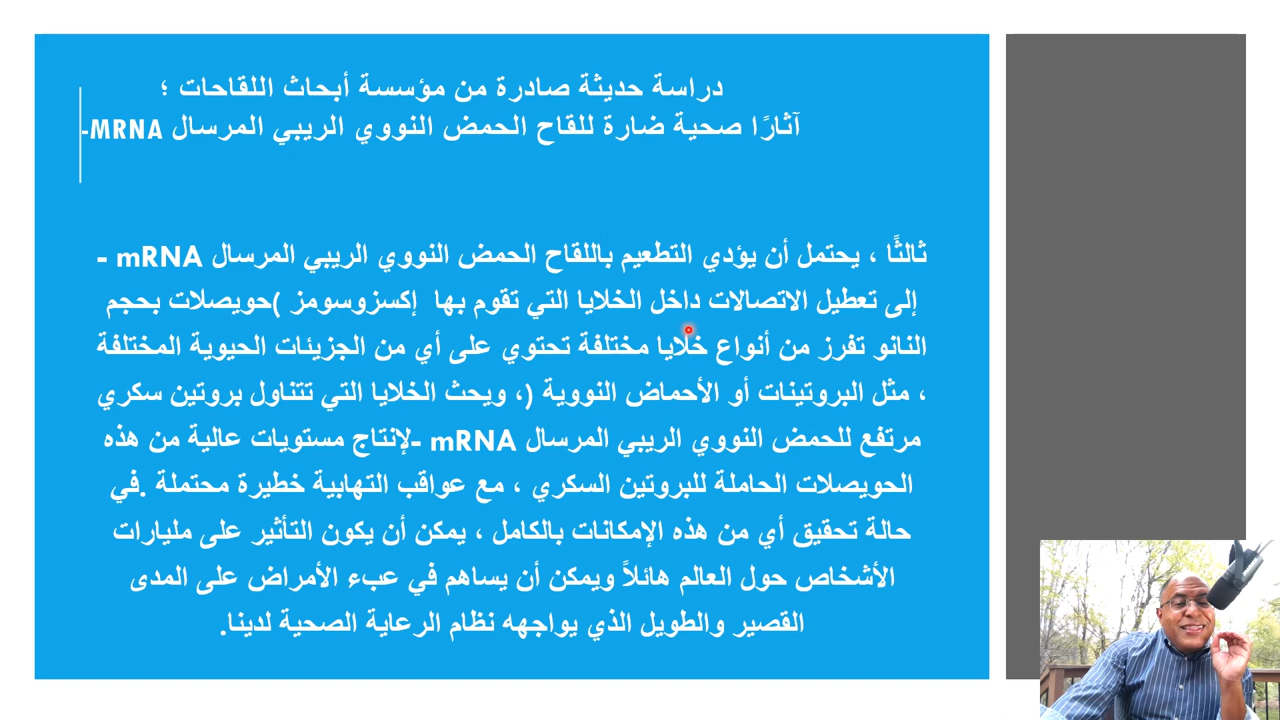 دراسة حديثة صادرة من مؤسسة أبحاث اللقاحات ؛
آثارًا صحية ضارة للقاح الحمض النووي الريبي المرسال MRNA-
ثالثًا ، يحتمل أن يؤدي التطعيم باللقاح الحمض النووي الريبي المرسال mRNA -
إلى تعطيل الاتصالات داخل الخلايا التي تقوم بها إكسزوسومز )حويصلات بحجم
النانو تفرز من أنواع خلايا مختلفة تحتوي على أي من الجزيئات الحيوية المختلفة
، مثل البروتينات أو الأحماض النووية (، ويحث الخلايا التي تتناول بروتين سكري
مرتفع للحمض النووي الريبي المرسال mRNA -لإنتاج مستويات عالية من هذه
الحويصلات الحاملة للبروتين السكري ، مع عواقب التهابية خطيرة محتملة .في
حالة تحقيق أي من هذه الإمكانات بالكامل ، يمكن أن يكون التأثير على مليارات
الأشخاص حول العالم هائلاً ويمكن أن يساهم في عبء الأمراض على المدى
القصير والطويل الذي يواجهه نظام الرعاية الصحية لدينا.